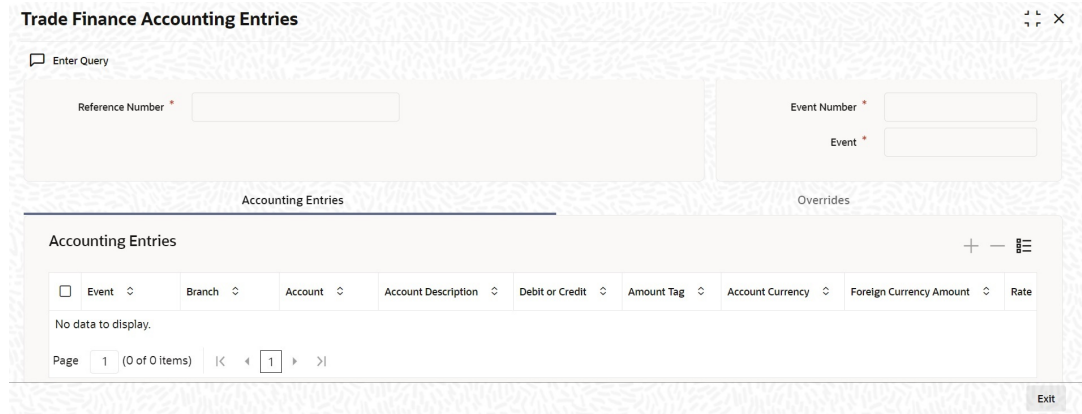 Trade Finance Accounting Entries
Enter Query
Reference Number *
Event Number *
Event *
Accounting Entries
Overrides
Accounting Entries
Event Branch Account Account Description Debit or Credit Amount Tag Account Currency Foreign Currency Amount Rate
No data to display.
Page 1 (0 of 0 items) 1
Exit